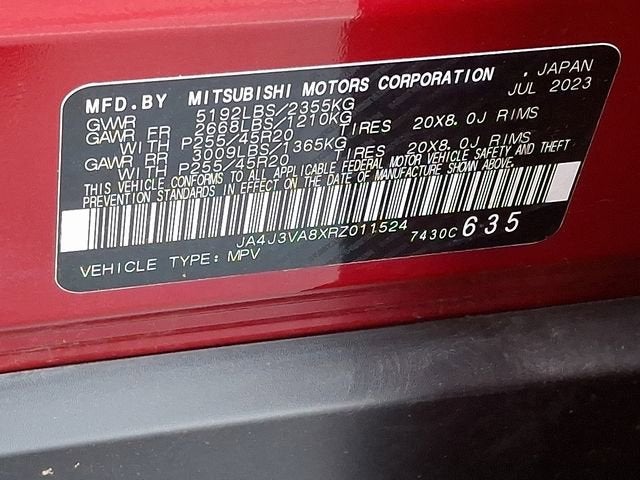 MFD.BY MITSUBISHI MOTORS CORPORATION , JAPAN
JUL 2023
GVWR 5192LBS/2355KG
GAWR FR 2668LBS/1210KG
WITH P255/45R20 TIRES 20X8.0J RIMS
GAWR RR 3009LBS/1365KG
WITH P255/45R20 TIRES 20X8.0J RIMS
THIS VEHICLE CONFORMS TO ALL APPLICABLE FEDERAL MOTOR VEHICLE SAFETY AND THEFT
PREVENTION STANDARDS IN EFFECT ON THE DATE OF MANUFACTURE SHOWN ABOVE.
JA4J3VA8XRZ011524 7430C 635
VEHICLE TYPE: MPV